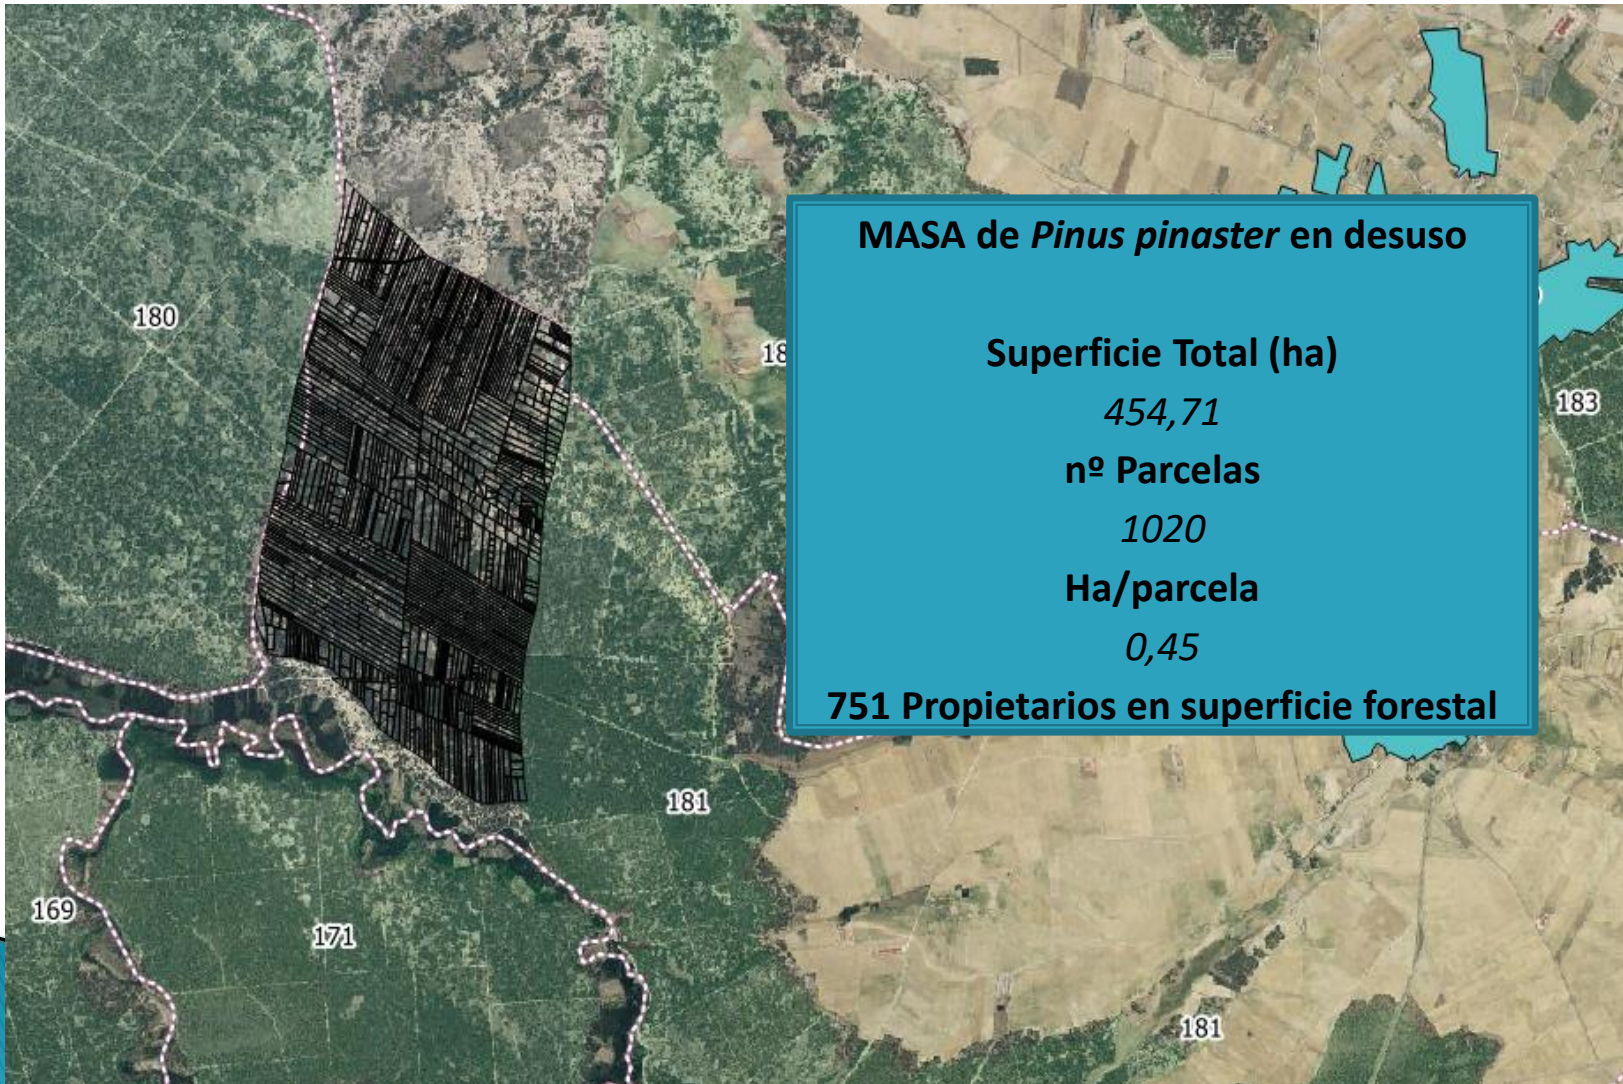 MASA de Pinus pinaster en desuso
Superficie Total (ha)
454,71
nº Parcelas
1020
Ha/parcela
0,45
751 Propietarios en superficie forestal
180
18
183
181
169
171
181